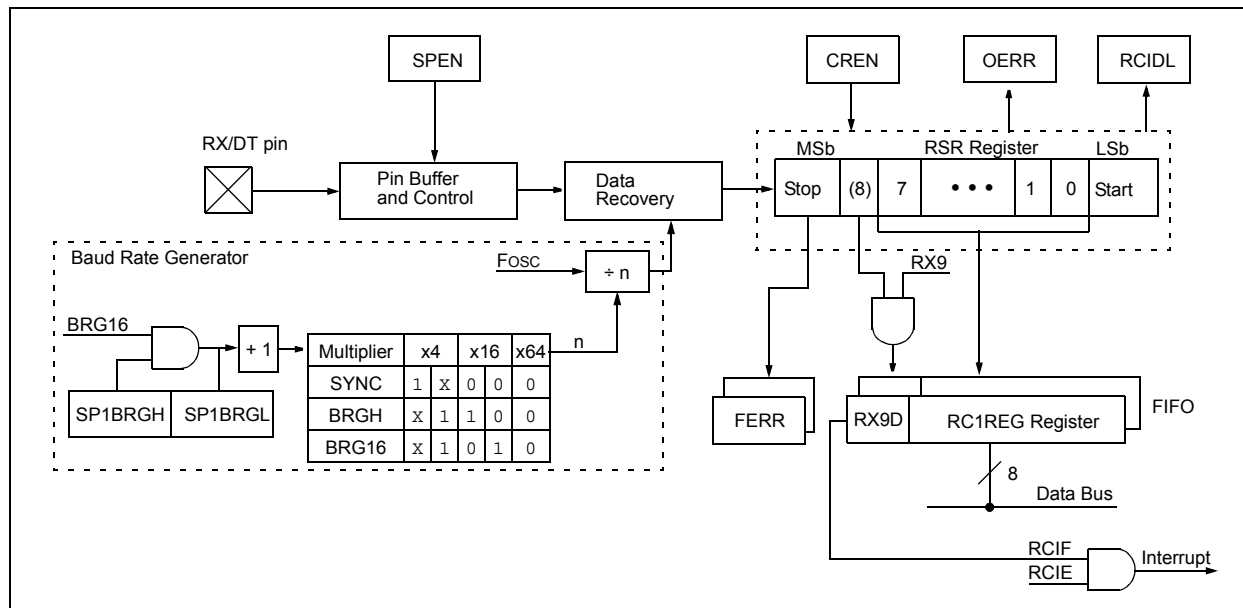 SPEN
CREN
OERR
RCIDL
RX/DT pin
Pin Buffer
and Control
Data
Recovery
MSb
RSR Register
LSb
Stop (8) 7 • • • 1 0 Start
Baud Rate Generator
FOSC
÷ n
RX9
BRG16
+ 1
n
SP1BRGH SP1BRGL
Multiplier x4 x16 x64
SYNC 1 X 0 0 0
BRGH X 1 1 0 0
BRG16 X 1 0 1 0
FERR
RX9D
RC1REG Register
FIFO
8
Data Bus
RCIF
RCIE
Interrupt